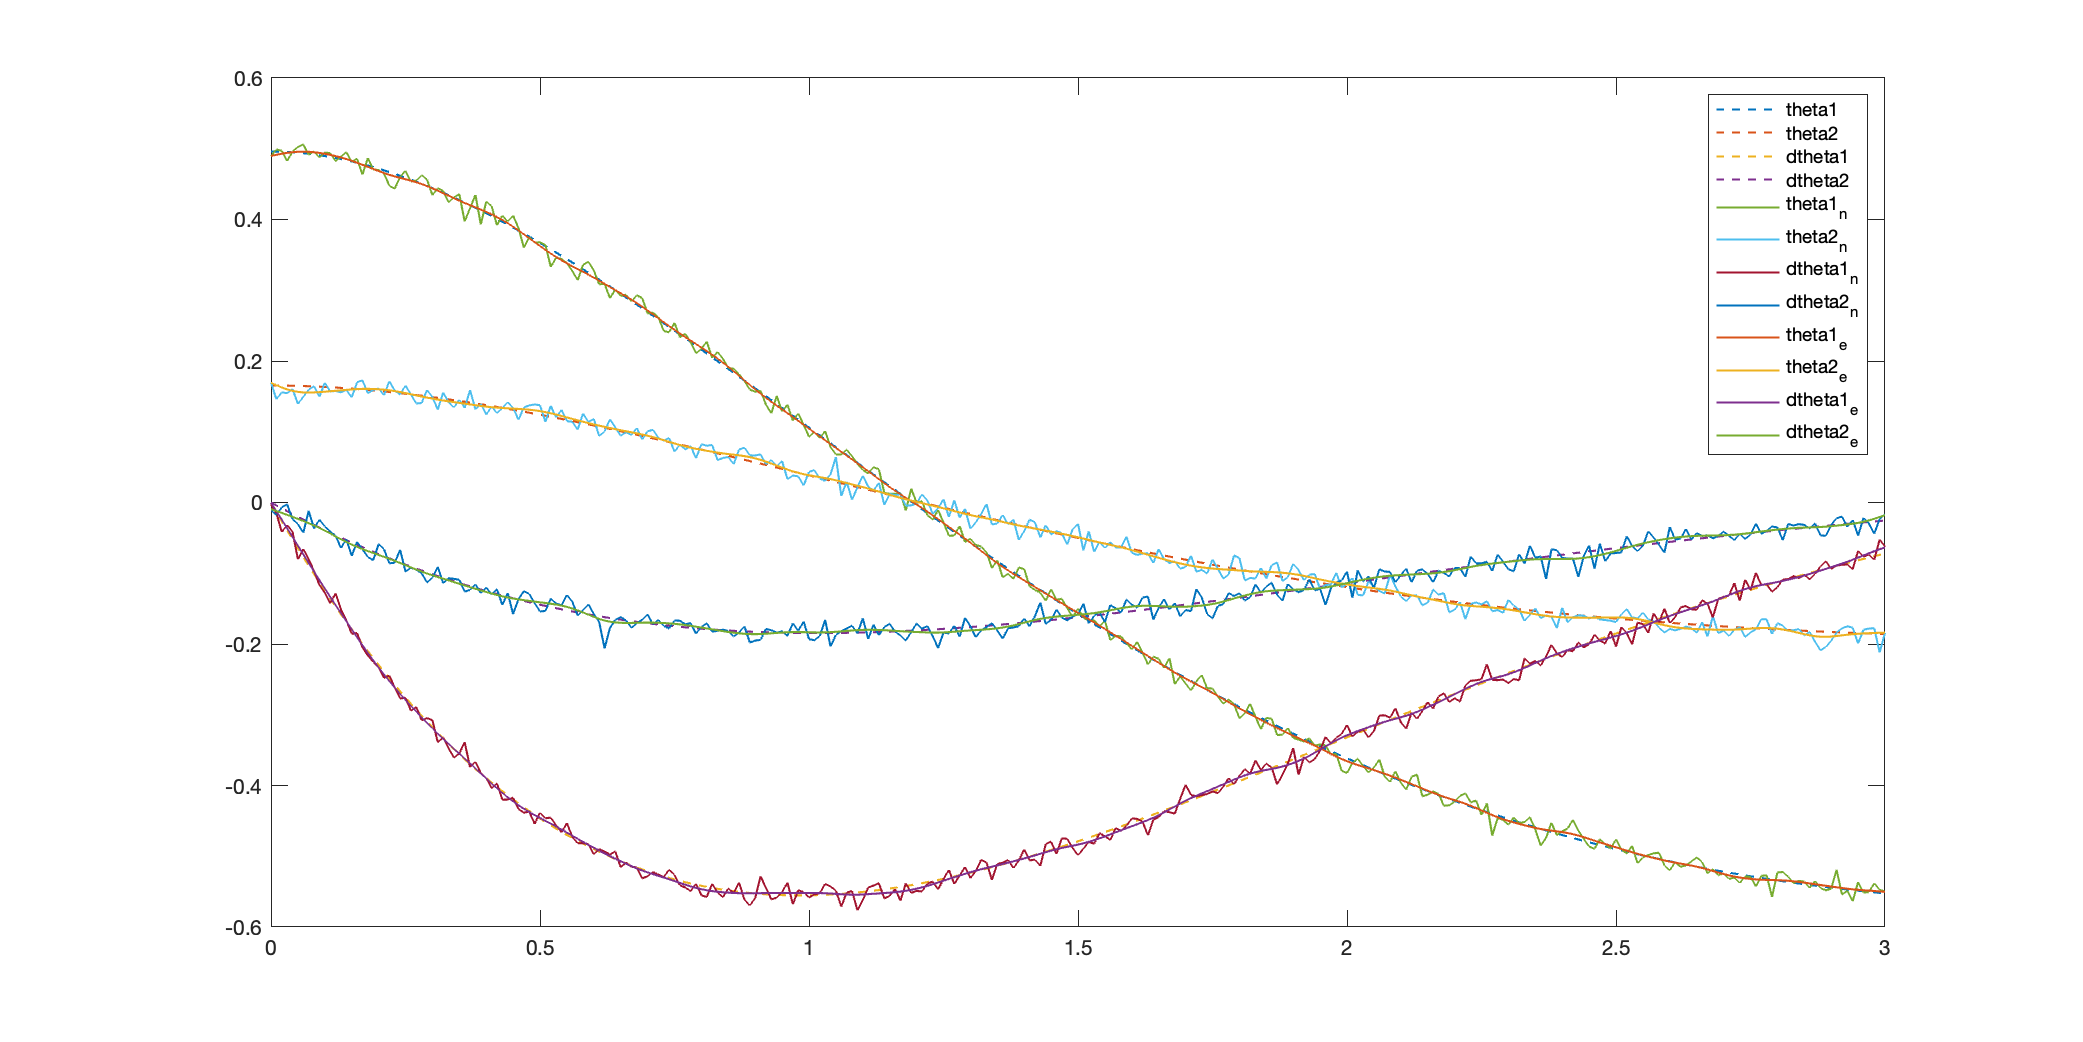 0.6
0.4
0.2
0
-0.2
-0.4
-0.6
0
0.5
1
1.5
2
2.5
3
theta1
theta2
dtheta1
dtheta2
theta1n
theta2n
dtheta1n
dtheta2n
theta1e
theta2e
dtheta1e
dtheta2e